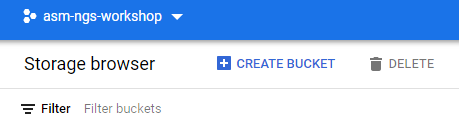 asm-ngs-workshop
Storage browser CREATE BUCKET DELETE
Filter Filter buckets